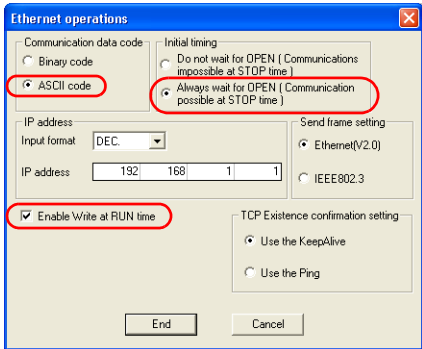 Ethernet operations
Communication data code
Binary code
ASCII code
Initial timing
Do not wait for OPEN ( Communications
impossible at STOP time )
Always wait for OPEN ( Communication
possible at STOP time )
IP address
Input format DEC.
IP address 192 168 1 1
Send frame setting
Ethernet(V2.0)
IEEE802.3
Enable Write at RUN time
TCP Existence confirmation setting
Use the KeepAlive
Use the Ping
End Cancel